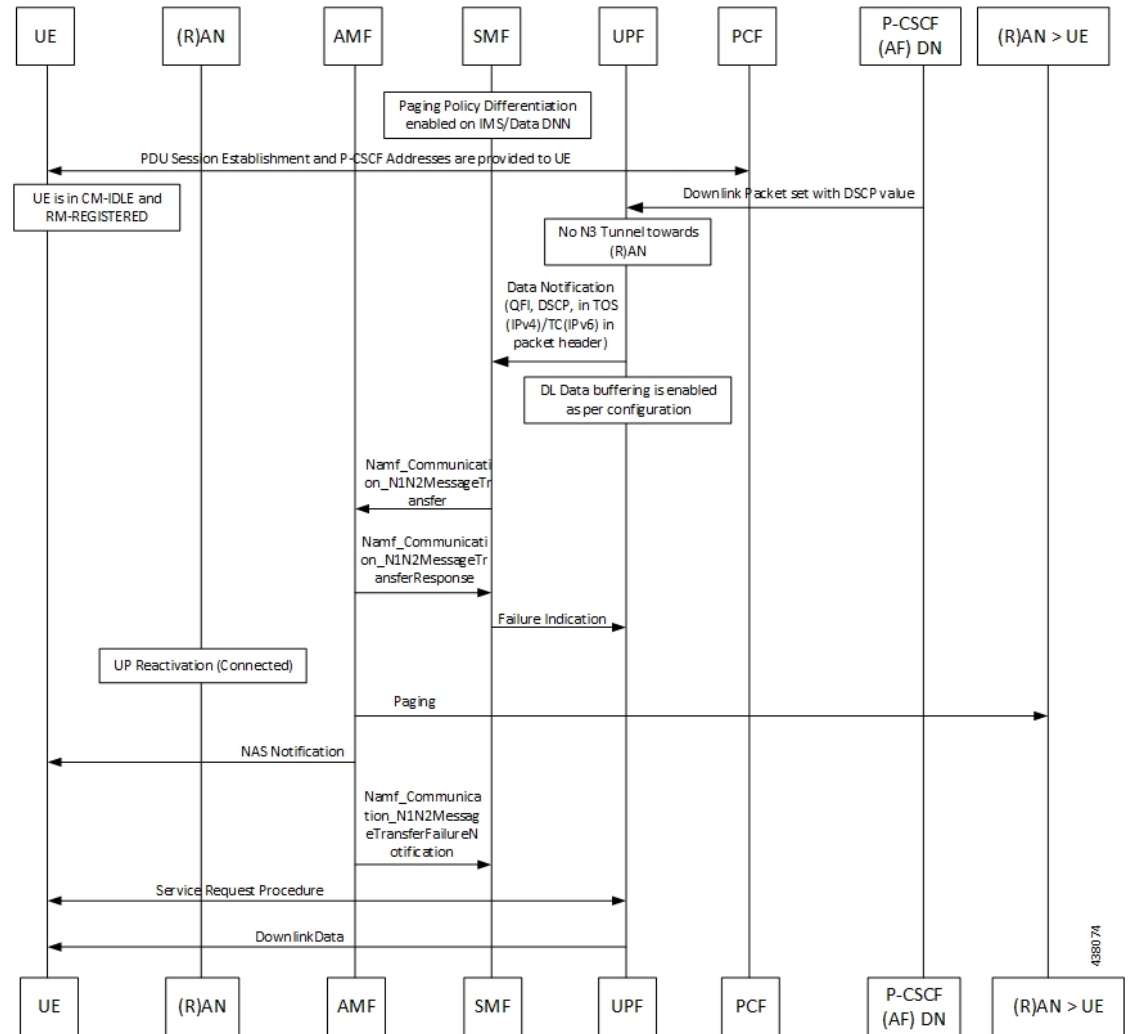 UE
(R)AN
AMF
SMF
UPF
PCF
P-CSCF
(AF) DN
(R)AN > UE
Paging Policy Differentiation
enabled on IMS/Data DNN
PDU Session Establishment and P-CSCF Addresses are provided to UE
UE is in CM-IDLE and
RM-REGISTERED
Downlink Packet set with DSCP value
No N3 Tunnel towards
(R)AN
Data Notification
(QFI, DSCP, in TOS
(IPv4)/TC(IPv6) in
packet header)
DL Data buffering is enabled
as per configuration
Namf_Communicati
on_N1N2MessageTr
ansfer
Namf_Communicati
on_N1N2MessageTr
ansferResponse
Failure Indication
UP Reactivation (Connected)
Paging
NAS Notification
Namf_Communica
tion_N1N2Messag
eTransferFailureN
otification
Service Request Procedure
DownlinkData
438074
UE
(R)AN
AMF
SMF
UPF
PCF
P-CSCF
(AF) DN
(R)AN > UE